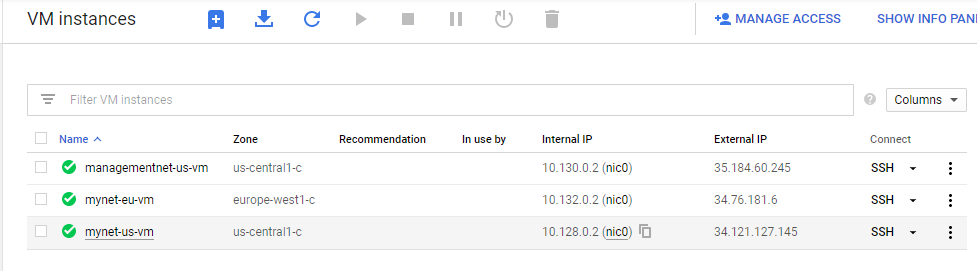 VM instances MANAGE ACCESS SHOW INFO PAN
Filter VM instances Columns
Name Zone Recommendation In use by Internal IP External IP Connect
managementnet-us-vm us-central1-c 10.130.0.2 (nic0) 35.184.60.245 SSH
mynet-eu-vm europe-west1-c 10.132.0.2 (nic0) 34.76.181.6 SSH
mynet-us-vm us-central1-c 10.128.0.2 (nic0) 34.121.127.145 SSH